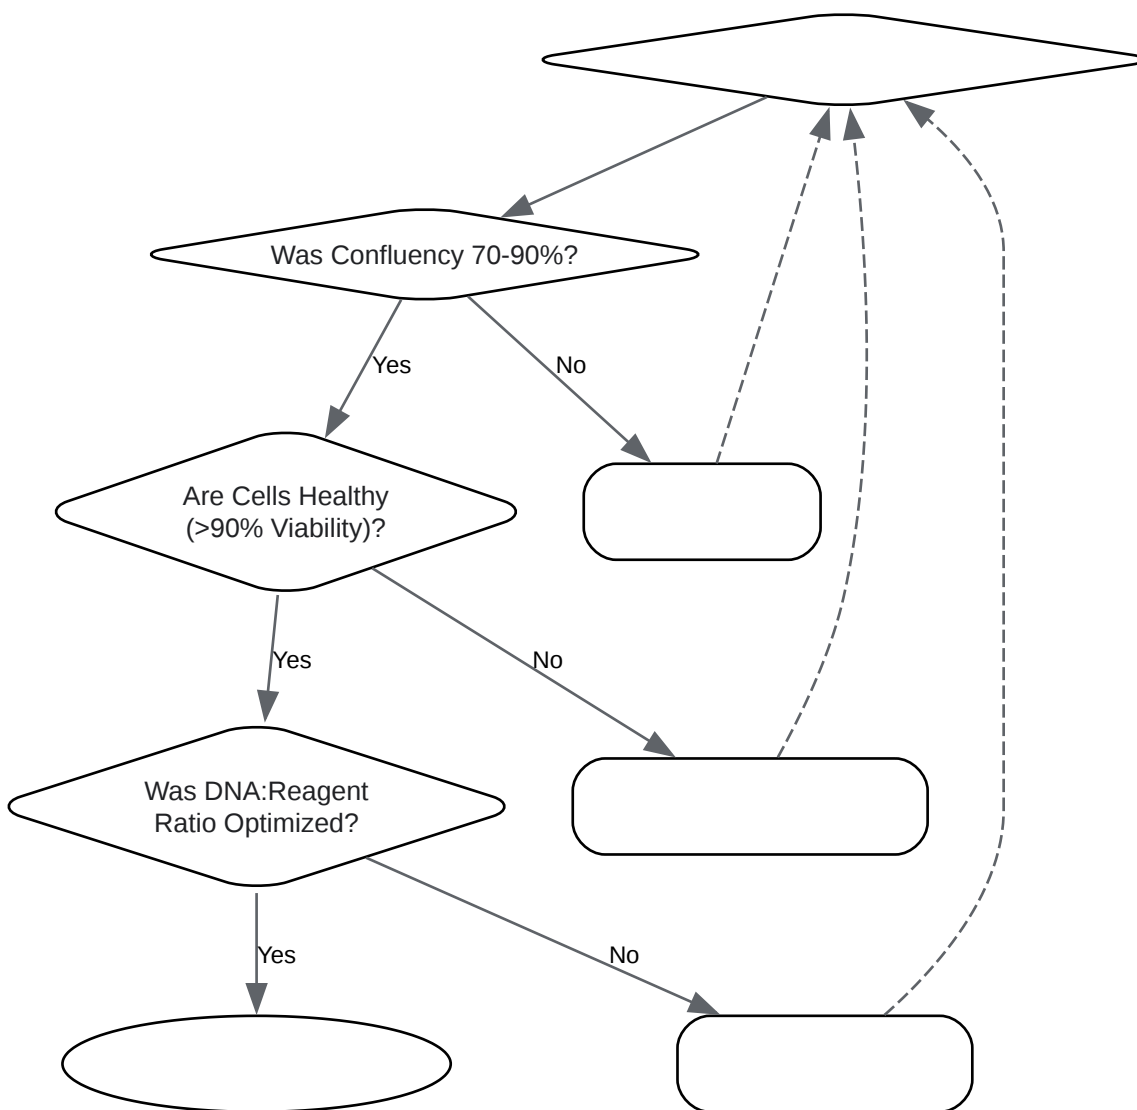 Was Confluency 70-90%?
Yes
No
Are Cells Healthy
(>90% Viability)?
Yes
No
Was DNA:Reagent
Ratio Optimized?
Yes
No